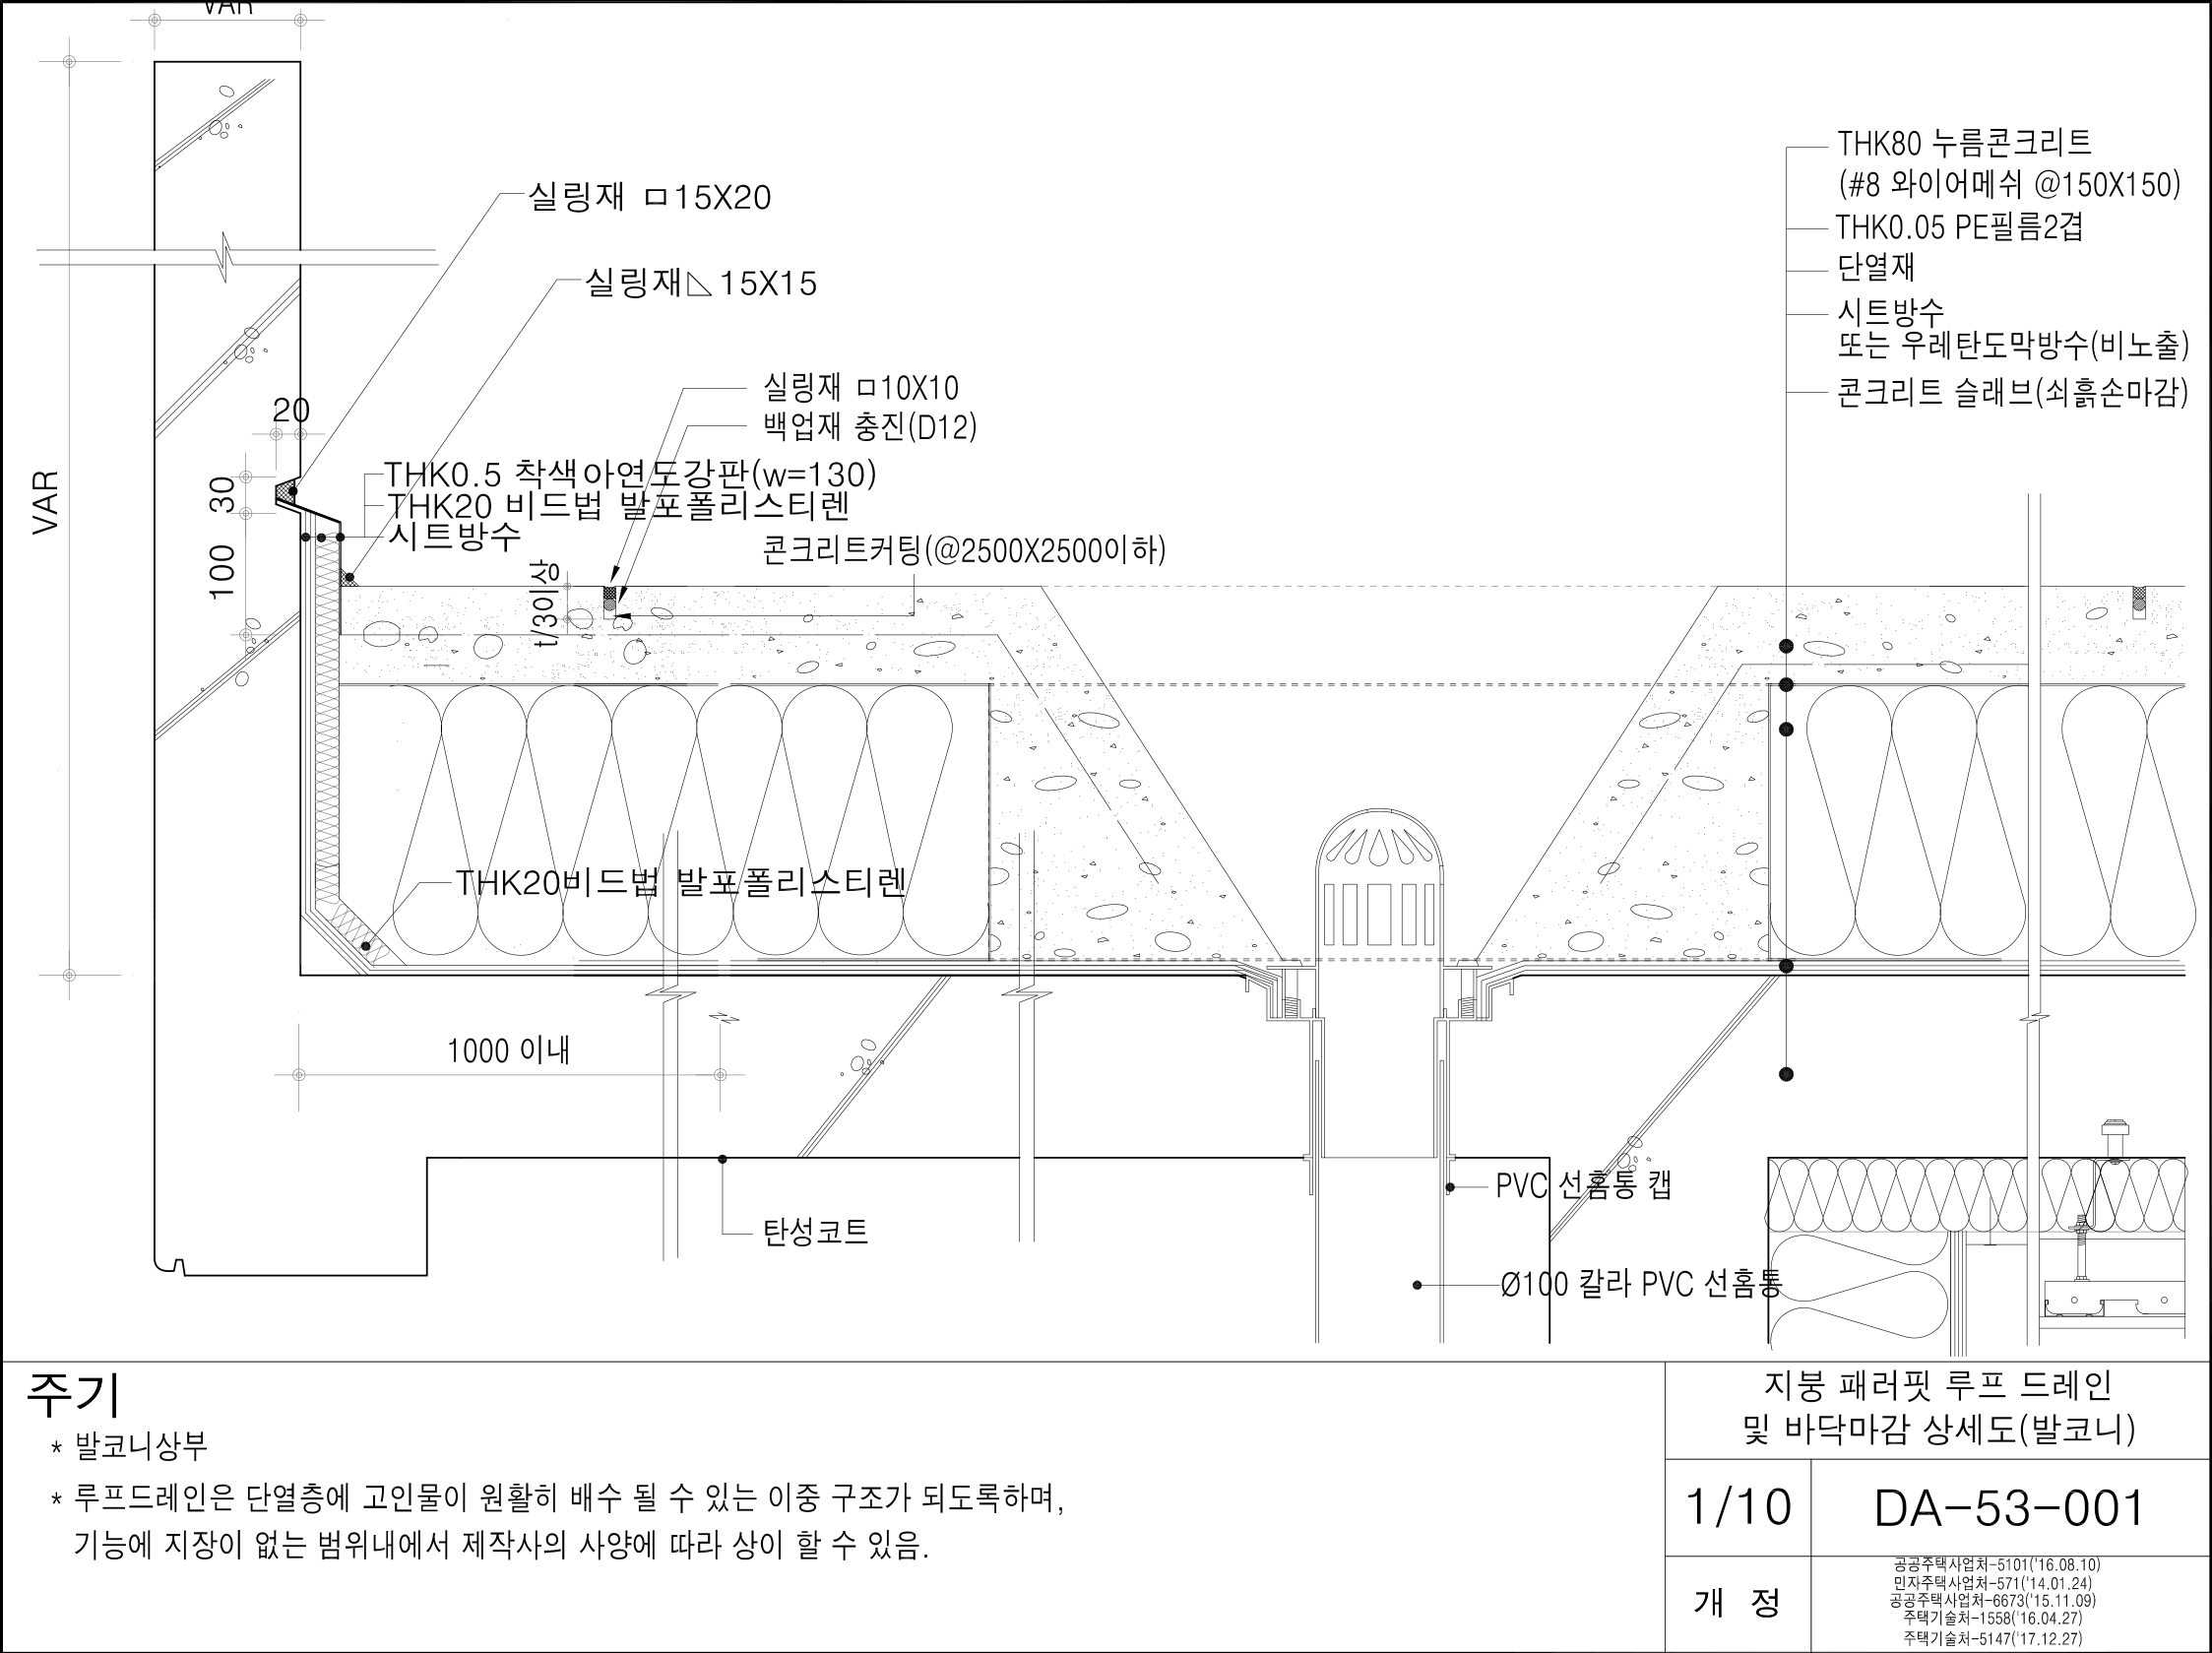 VAR
THK80 누름콘크리트
(#8 와이어메쉬 @150X150)
실링재 ㅁ15X20
THK0.05 PE필름2겹
단열재
실링재◺15X15
시트방수
또는 우레탄도막방수(비노출)
실링재 ㅁ10X10
콘크리트 슬래브(쇠흙손마감)
20
백업재 충진(D12)
THK0.5 착색아연도강판(w=130)
30
VAR
THK20 비드법 발포폴리스티렌
시트방수
콘크리트커팅(@2500X2500이하)
100
t/3이상
THK20비드법 발포폴리스티렌
1000 이내
PVC 선홈통 캡
탄성코트
Ø100 칼라 PVC 선홈통
주기
* 발코니상부
* 루프드레인은 단열층에 고인물이 원활히 배수 될 수 있는 이중 구조가 되도록하며,
기능에 지장이 없는 범위내에서 제작사의 사양에 따라 상이 할 수 있음.
지붕 패러핏 루프 드레인
및 바닥마감 상세도(발코니)
1/10
DA-53-001
개 정
공공주택사업처-5101('16.08.10)
민자주택사업처-571('14.01.24)
공공주택사업처-6673('15.11.09)
주택기술처-1558('16.04.27)
주택기술처-5147('17.12.27)